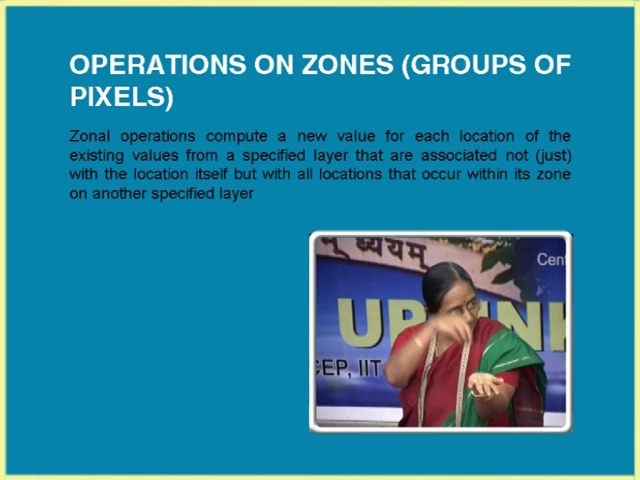 OPERATIONS ON ZONES (GROUPS OF
PIXELS)
Zonal operations compute a new value for each location of the
existing values from a specified layer that are associated not (just)
with the location itself but with all locations that occur within its zone
on another specified layer
ध्येयम्
Cent
UP INK
CEP, IIT